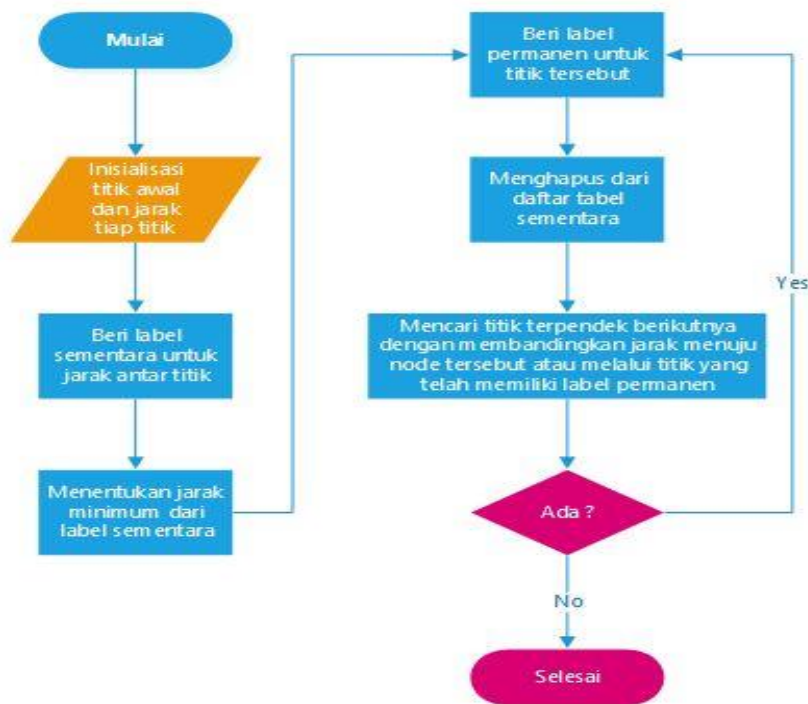 Mulai
Inisialisasi
titik awal
dan jarak
tiap titik
Beri label
sementara untuk
jarak antar titik
Menentukan jarak
minimum dari
label sementara
Beri label
permanen untuk
titik tersebut
Menghapus dari
daftar tabel
sementara
Mencari titik terpendek berikutnya
dengan membandingkan jarak menuju
node tersebut atau melalui titik yang
telah memiliki label permanen
Ada ?
Yes
No
Selesai